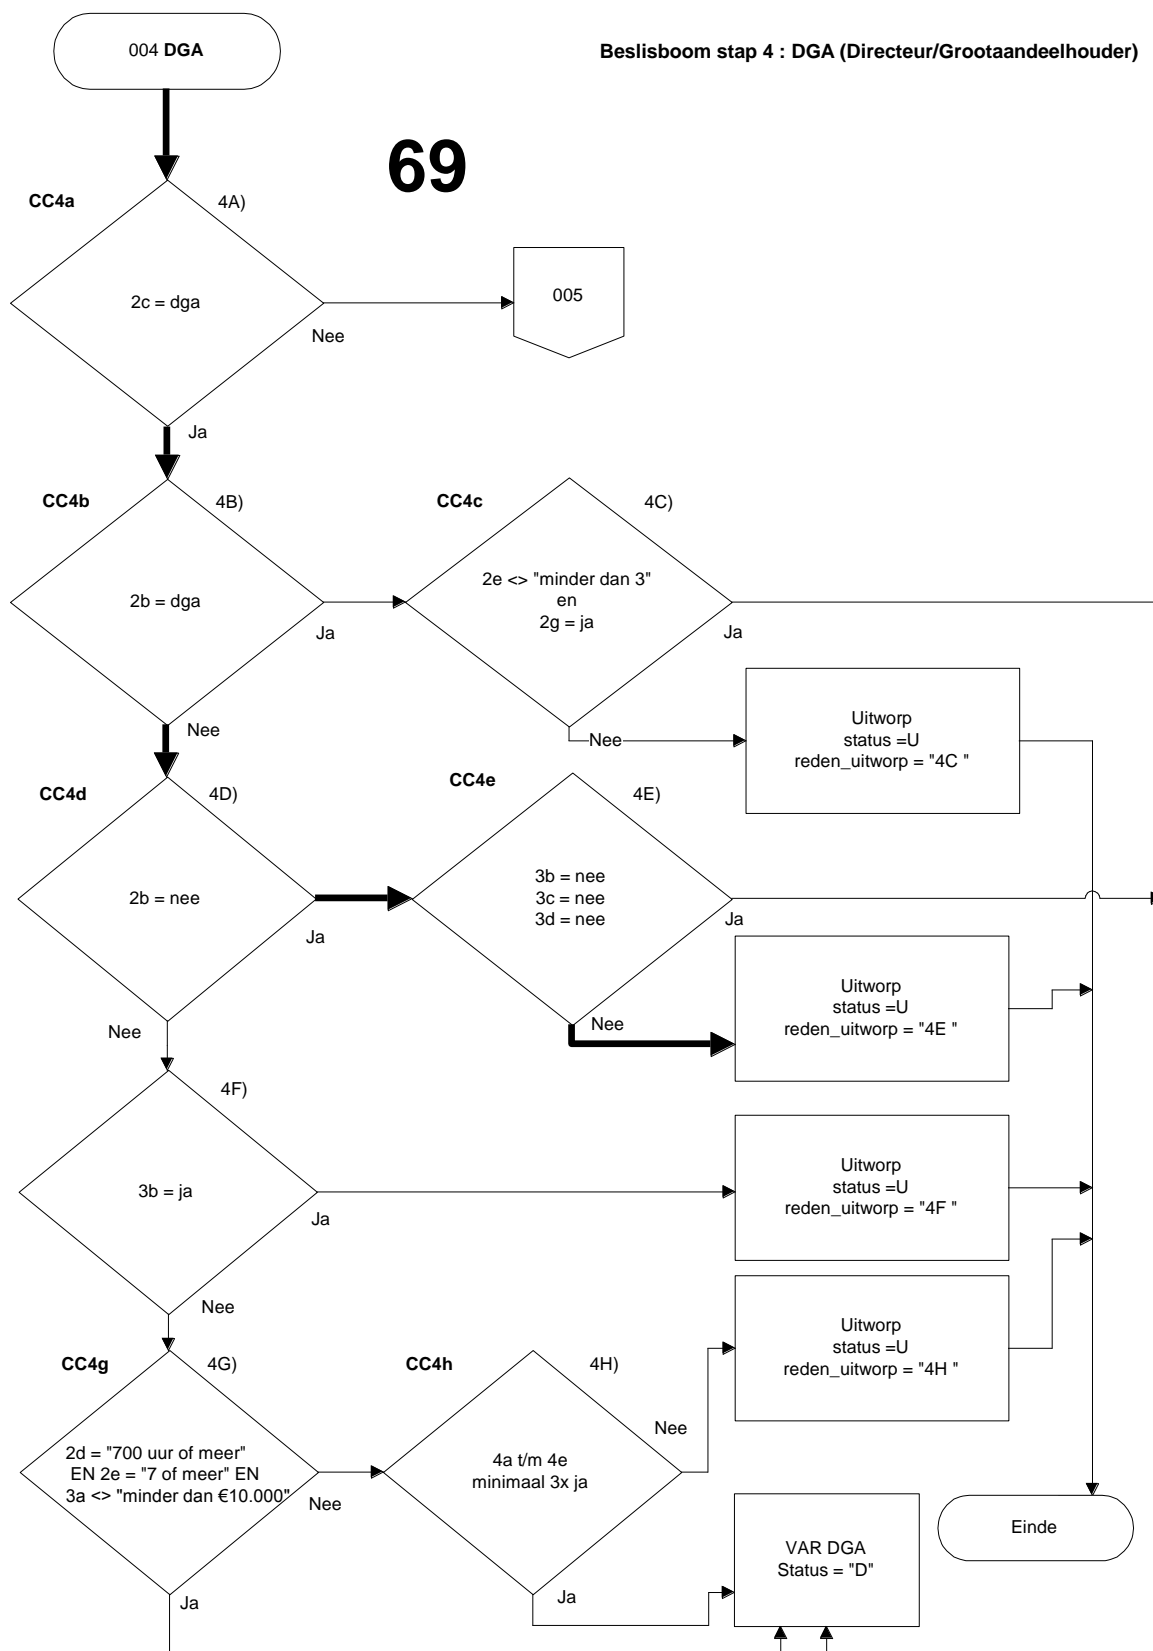 004 DGA
Beslisboom stap 4 : DGA (Directeur/Grootaandeelhouder)
69
CC4a
4A)
2c = dga
Nee
005
Ja
CC4b
4B)
2b = dga
Ja
CC4c
4C)
2e <> "minder dan 3"
en
2g = ja
Ja
Nee
Nee
Uitworp
status =U
reden_uitworp = "4C "
CC4d
4D)
2b = nee
Ja
CC4e
4E)
3b = nee
3c = nee
3d = nee
Ja
Nee
Uitworp
status =U
reden_uitworp = "4E "
Nee
4F)
3b = ja
Ja
Uitworp
status =U
reden_uitworp = "4F "
Nee
CC4g
4G)
2d = "700 uur of meer"
EN 2e = "7 of meer" EN
3a <> "minder dan €10.000"
Nee
CC4h
4H)
4a t/m 4e
minimaal 3x ja
Nee
Uitworp
status =U
reden_uitworp = "4H "
Ja
Ja
VAR DGA
Status = "D"
Einde